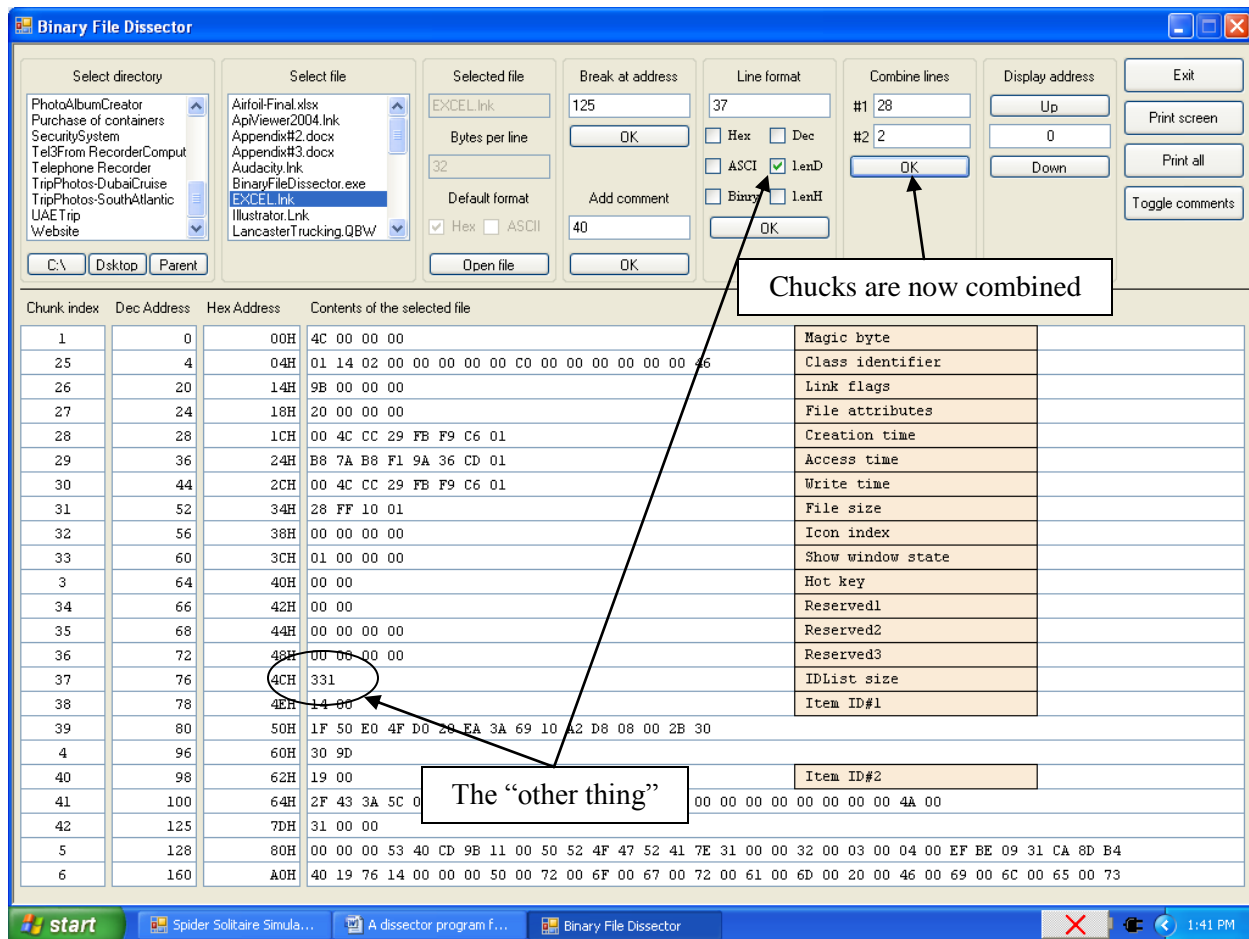 Binary File Dissector
Select directory
PhotoAlbumCreator
Purchase of containers
SecuritySystem
Tel3From RecorderComput
Telephone Recorder
TripPhotos-DubaiCruise
TripPhotos-SouthAtlantic
UAETrip
Website
C:\ Dsktop Parent
Select file
Airfoil-Final.xlsx
ApiViewer2004.lnk
Appendix#2.docx
Appendix#3.docx
Audacity.lnk
BinaryFileDissector.exe
EXCEL.lnk
Illustrator.Lnk
LancasterTrucking.QBW
Selected file
EXCEL.lnk
Bytes per line
32
Default format
Hex ASCII
Open file
Break at address
125
OK
Add comment
40
OK
Line format
37
Hex Dec
ASCI lenD
Binry lenH
OK
Combine lines
#1 28
#2 2
OK
Display address
Up
0
Down
Exit
Print screen
Print all
Toggle comments
Chucks are now combined
Chunk index Dec Address Hex Address Contents of the selected file
1 0 00H 4C 00 00 00 Magic byte
25 4 04H 01 14 02 00 00 00 00 00 C0 00 00 00 00 00 00 46 Class identifier
26 20 14H 9B 00 00 00 Link flags
27 24 18H 20 00 00 00 File attributes
28 28 1CH 00 4C CC 29 FB F9 C6 01 Creation time
29 36 24H B8 7A B8 F1 9A 36 CD 01 Access time
30 44 2CH 00 4C CC 29 FB F9 C6 01 Write time
31 52 34H 28 FF 10 01 File size
32 56 38H 00 00 00 00 Icon index
33 60 3CH 01 00 00 00 Show window state
3 64 40H 00 00 Hot key
34 66 42H 00 00 Reserved1
35 68 44H 00 00 00 00 Reserved2
36 72 48H 00 00 00 00 Reserved3
37 76 4CH 331 IDList size
38 78 4EH 14 00 Item ID#1
39 80 50H 1F 50 E0 4F D0 20 EA 3A 69 10 A2 D8 08 00 2B 30
4 96 60H 30 9D
40 98 62H 19 00 Item ID#2
41 100 64H 2F 43 3A 5C 00 00 00 00 00 00 00 4A 00
The “other thing”
42 125 7DH 31 00 00
5 128 80H 00 00 00 53 40 CD 9B 11 00 50 52 4F 47 52 41 7E 31 00 00 32 00 03 00 04 00 EF BE 09 31 CA 8D B4
6 160 A0H 40 19 76 14 00 00 00 50 00 72 00 6F 00 67 00 72 00 61 00 6D 00 20 00 46 00 69 00 6C 00 65 00 73
start Spider Solitaire Simula... A dissector program f... Binary File Dissector 1:41 PM